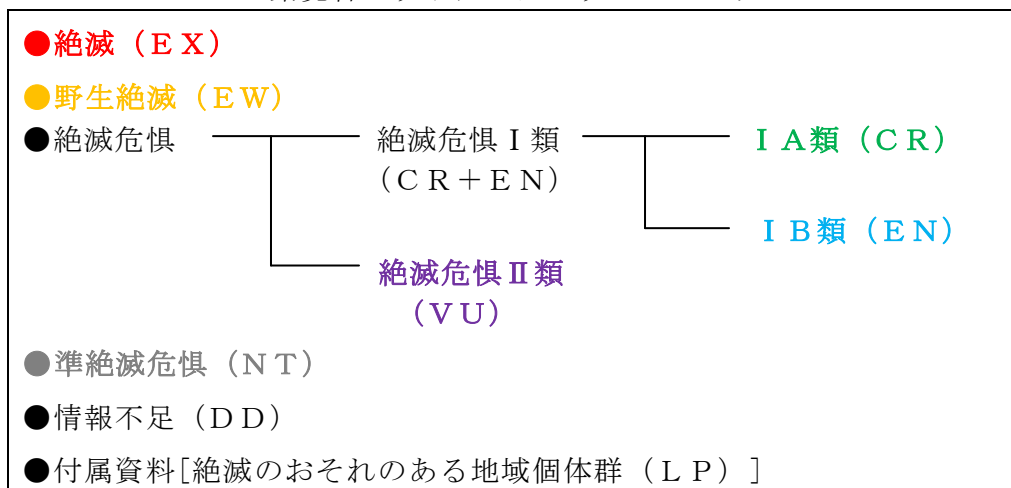 ●絶滅（ＥＸ）
●野生絶滅（ＥＷ）
●絶滅危惧 絶滅危惧Ⅰ類 ⅠＡ類（ＣＲ）
（ＣＲ＋ＥＮ）
ⅠＢ類（ＥＮ）
絶滅危惧Ⅱ類
（ＶＵ）
●準絶滅危惧（ＮＴ）
●情報不足（ＤＤ）
●付属資料[絶滅のおそれのある地域個体群（ＬＰ）]